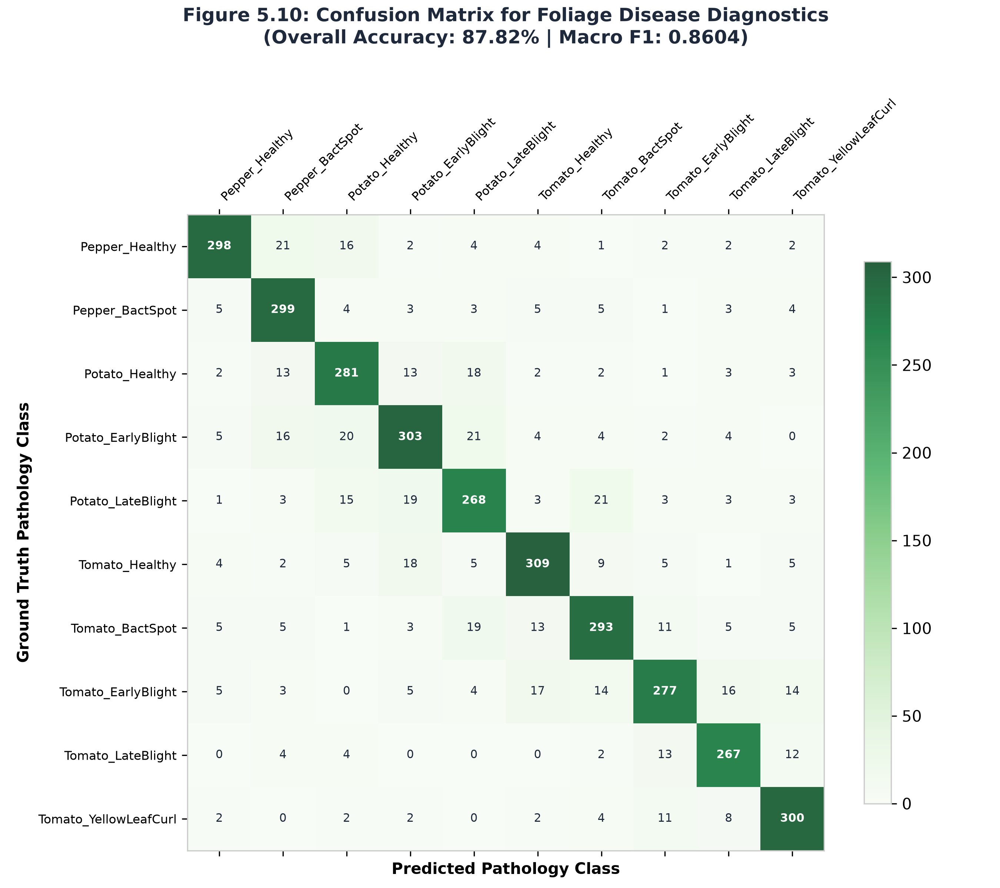 Figure 5.10: Confusion Matrix for Foliage Disease Diagnostics
(Overall Accuracy: 87.82% | Macro F1: 0.8604)
Pepper_Healthy
Pepper_BactSpot
Potato_Healthy
Potato_EarlyBlight
Potato_LateBlight
Tomato_Healthy
Tomato_BactSpot
Tomato_EarlyBlight
Tomato_LateBlight
Tomato_YellowLeafCurl
Ground Truth Pathology Class
Pepper_Healthy 298 21 16 2 4 4 1 2 2 2
Pepper_BactSpot 5 299 4 3 3 5 5 1 3 4
Potato_Healthy 2 13 281 13 18 2 2 1 3 3
Potato_EarlyBlight 5 16 20 303 21 4 4 2 4 0
Potato_LateBlight 1 3 15 19 268 3 21 3 3 3
Tomato_Healthy 4 2 5 18 5 309 9 5 1 5
Tomato_BactSpot 5 5 1 3 19 13 293 11 5 5
Tomato_EarlyBlight 5 3 0 5 4 17 14 277 16 14
Tomato_LateBlight 0 4 4 0 0 0 2 13 267 12
Tomato_YellowLeafCurl 2 0 2 2 0 2 4 11 8 300
Predicted Pathology Class
300
250
200
150
100
50
0